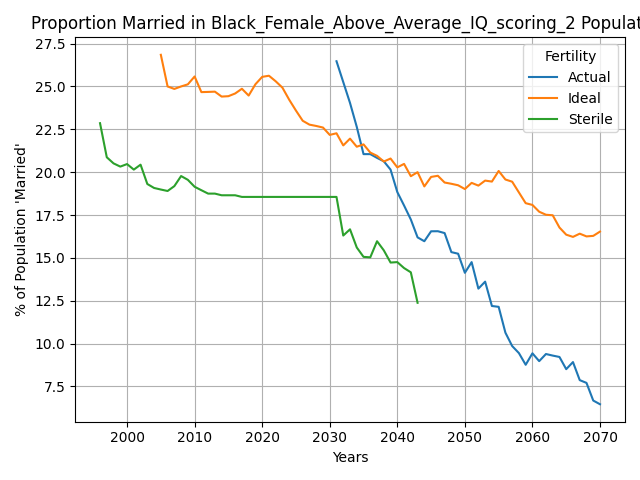 Proportion Married in Black_Female_Above_Average_IQ_scoring_2 Populat
% of Population 'Married'
27.5
25.0
22.5
20.0
17.5
15.0
12.5
10.0
7.5
Fertility
Actual
Ideal
Sterile
2000 2010 2020 2030 2040 2050 2060 2070
Years